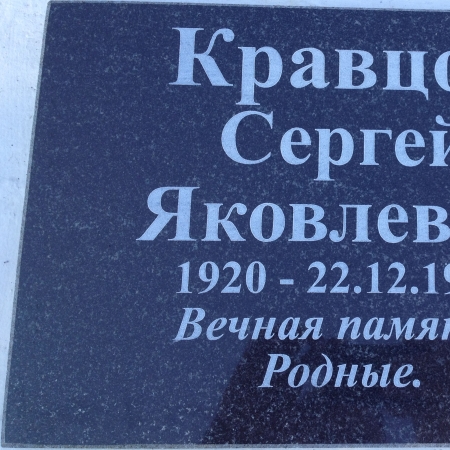 Кравцо
Сергей
Яковлев
1920 - 22.12.19
Вечная памя
Родные.